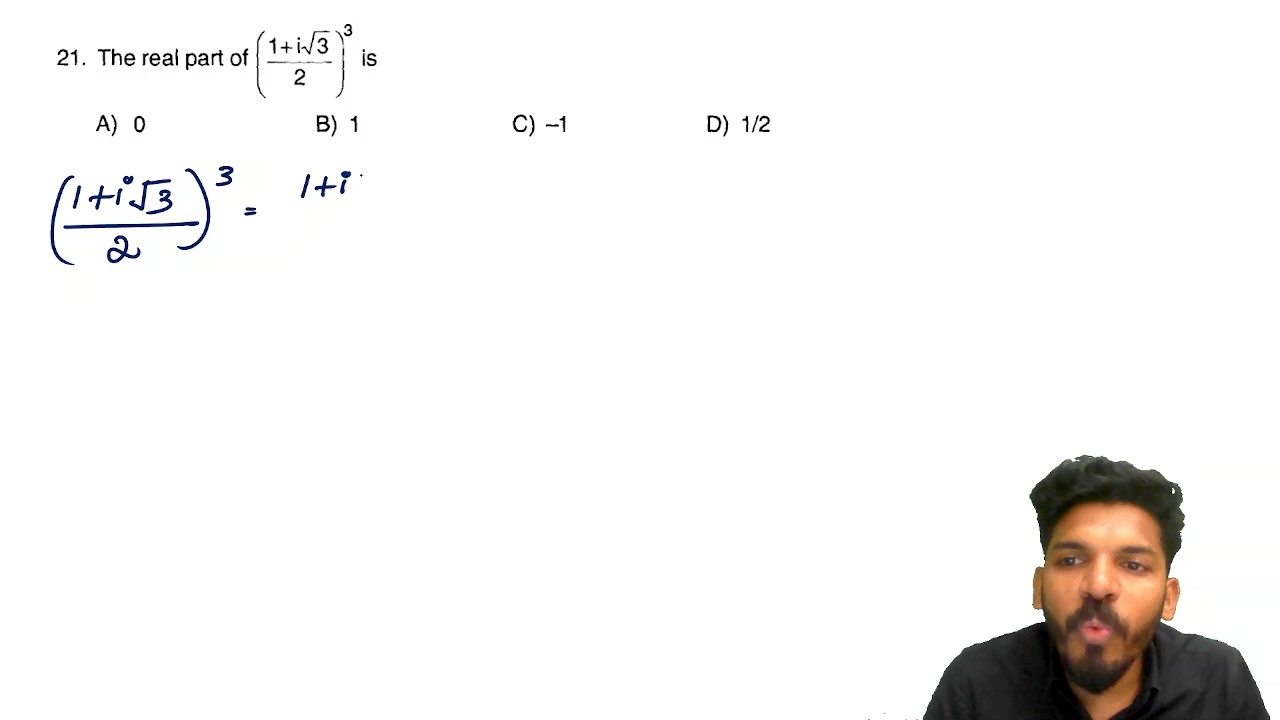 21. The real part of ((1+i√3)/2)³ is
A) 0 B) 1 C) –1 D) 1/2
((1+i√3)/2)³ = 1+i